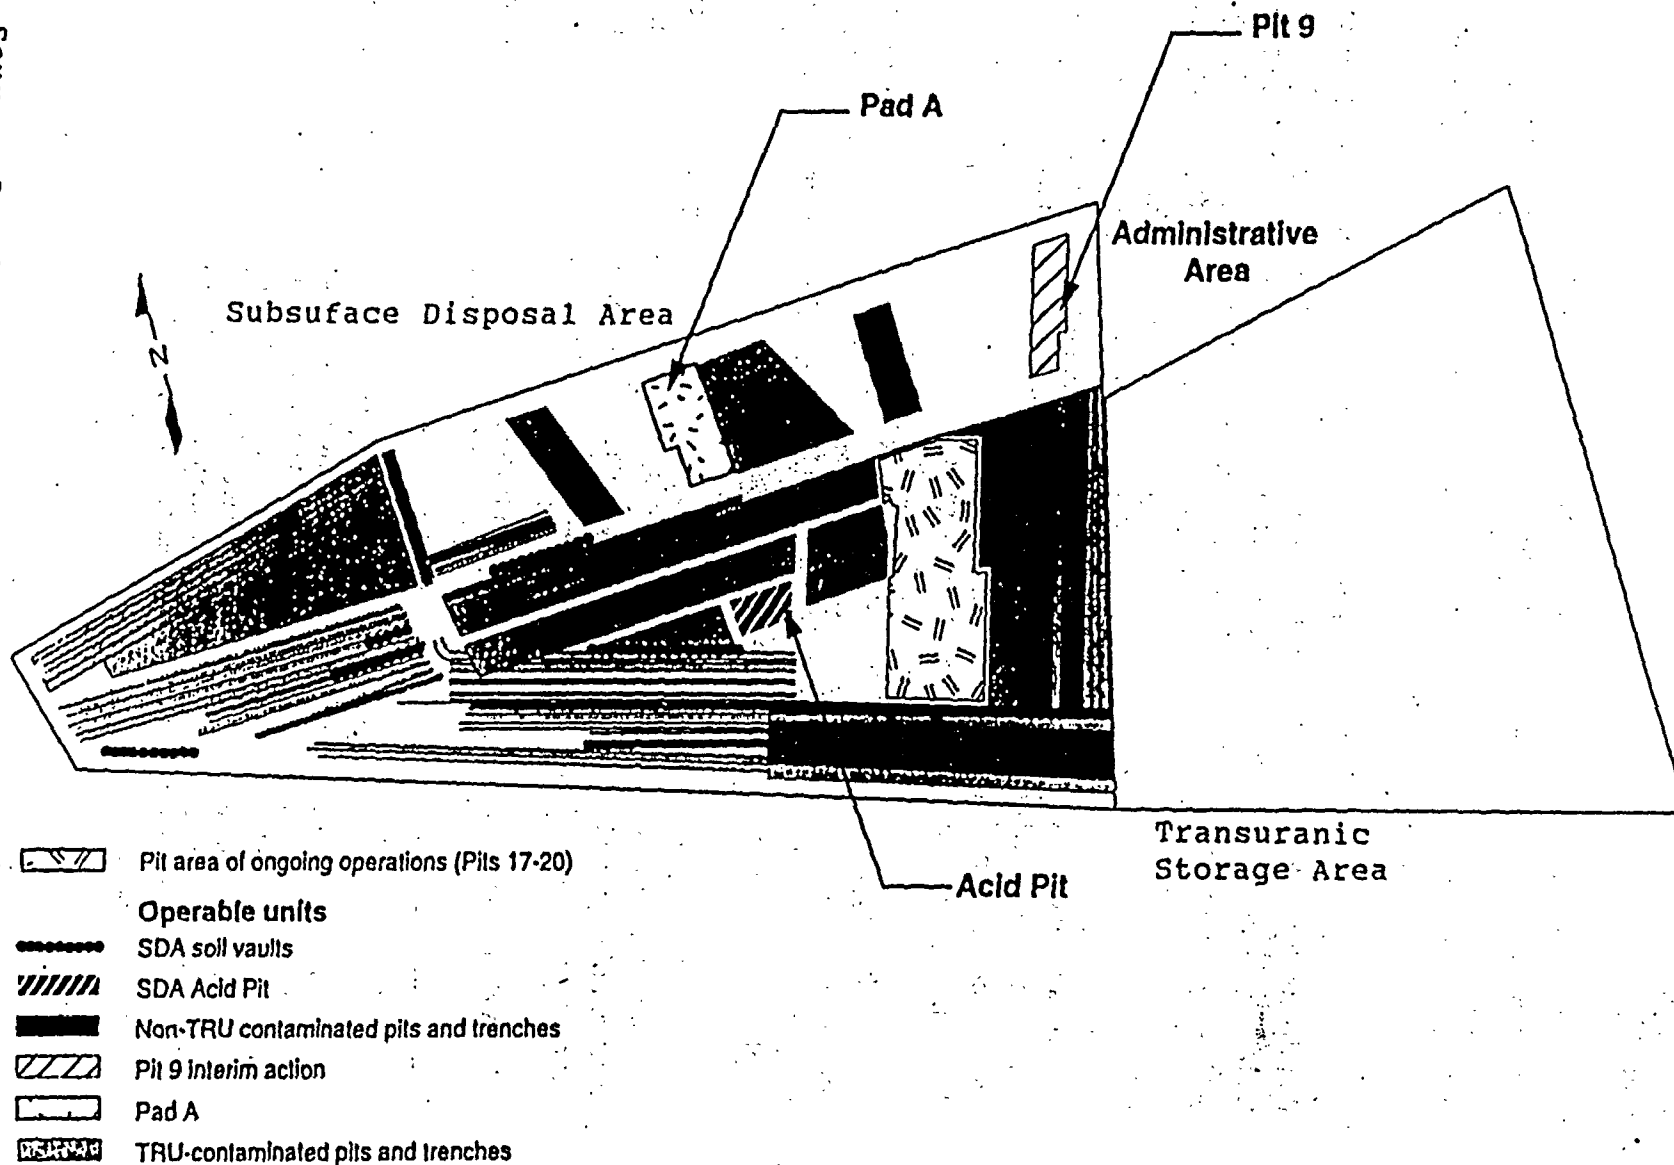 Pit 9
Pad A
Administrative
Area
Subsuface Disposal Area
N
Transuranic
Storage Area
Acid Pit
Pit area of ongoing operations (Pits 17-20)
Operable units
SDA soil vaults
SDA Acid Pit
Non-TRU contaminated pits and trenches
Pit 9 interim action
Pad A
TRU-contaminated pits and trenches